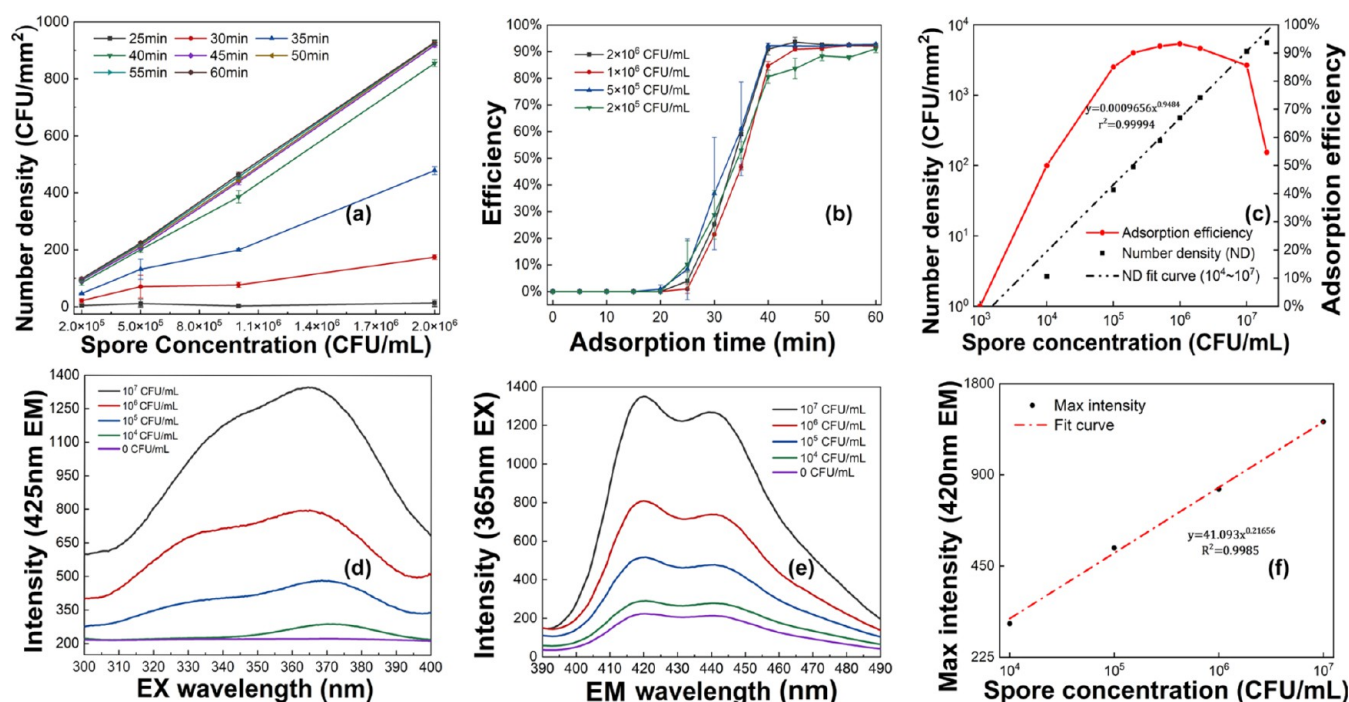 1000
800
600
400
200
0
Number density (CFU/mm²)
25min 30min 35min
40min 45min 50min
55min 60min
(a)
2.0×10⁵ 5.0×10⁵ 8.0×10⁵ 1.1×10⁶ 1.4×10⁶ 1.7×10⁶ 2.0×10⁶
Spore Concentration (CFU/mL)
100%
90%
80%
70%
60%
50%
40%
30%
20%
10%
0%
Efficiency
2×10⁶ CFU/mL
1×10⁶ CFU/mL
5×10⁵ CFU/mL
2×10⁵ CFU/mL
(b)
0 10 20 30 40 50 60
Adsorption time (min)
10⁴
10³
10²
10¹
10⁰
Number density (CFU/mm²)
y=0.0009656x^0.9484
r²=0.99994
(c)
Adsorption efficiency
Number density (ND)
ND fit curve (10⁴~10⁷)
100%
90%
80%
70%
60%
50%
40%
30%
20%
10%
0%
Adsorption efficiency
10³ 10⁴ 10⁵ 10⁶ 10⁷
Spore concentration (CFU/mL)
1400
1250
1100
950
800
650
500
350
200
Intensity (425nm EM)
10⁷ CFU/mL
10⁶ CFU/mL
10⁵ CFU/mL
10⁴ CFU/mL
0 CFU/mL
(d)
300 310 320 330 340 350 360 370 380 390 400
EX wavelength (nm)
1400
1200
1000
800
600
400
200
0
Intensity (365nm EX)
10⁷ CFU/mL
10⁶ CFU/mL
10⁵ CFU/mL
10⁴ CFU/mL
0 CFU/mL
(e)
390 400 410 420 430 440 450 460 470 480 490
EM wavelength (nm)
1800
900
450
225
Max intensity (420nm EM)
Max intensity
Fit curve
y=41.093x^0.21656
R²=0.9985
(f)
10⁴ 10⁵ 10⁶ 10⁷
Spore concentration (CFU/mL)